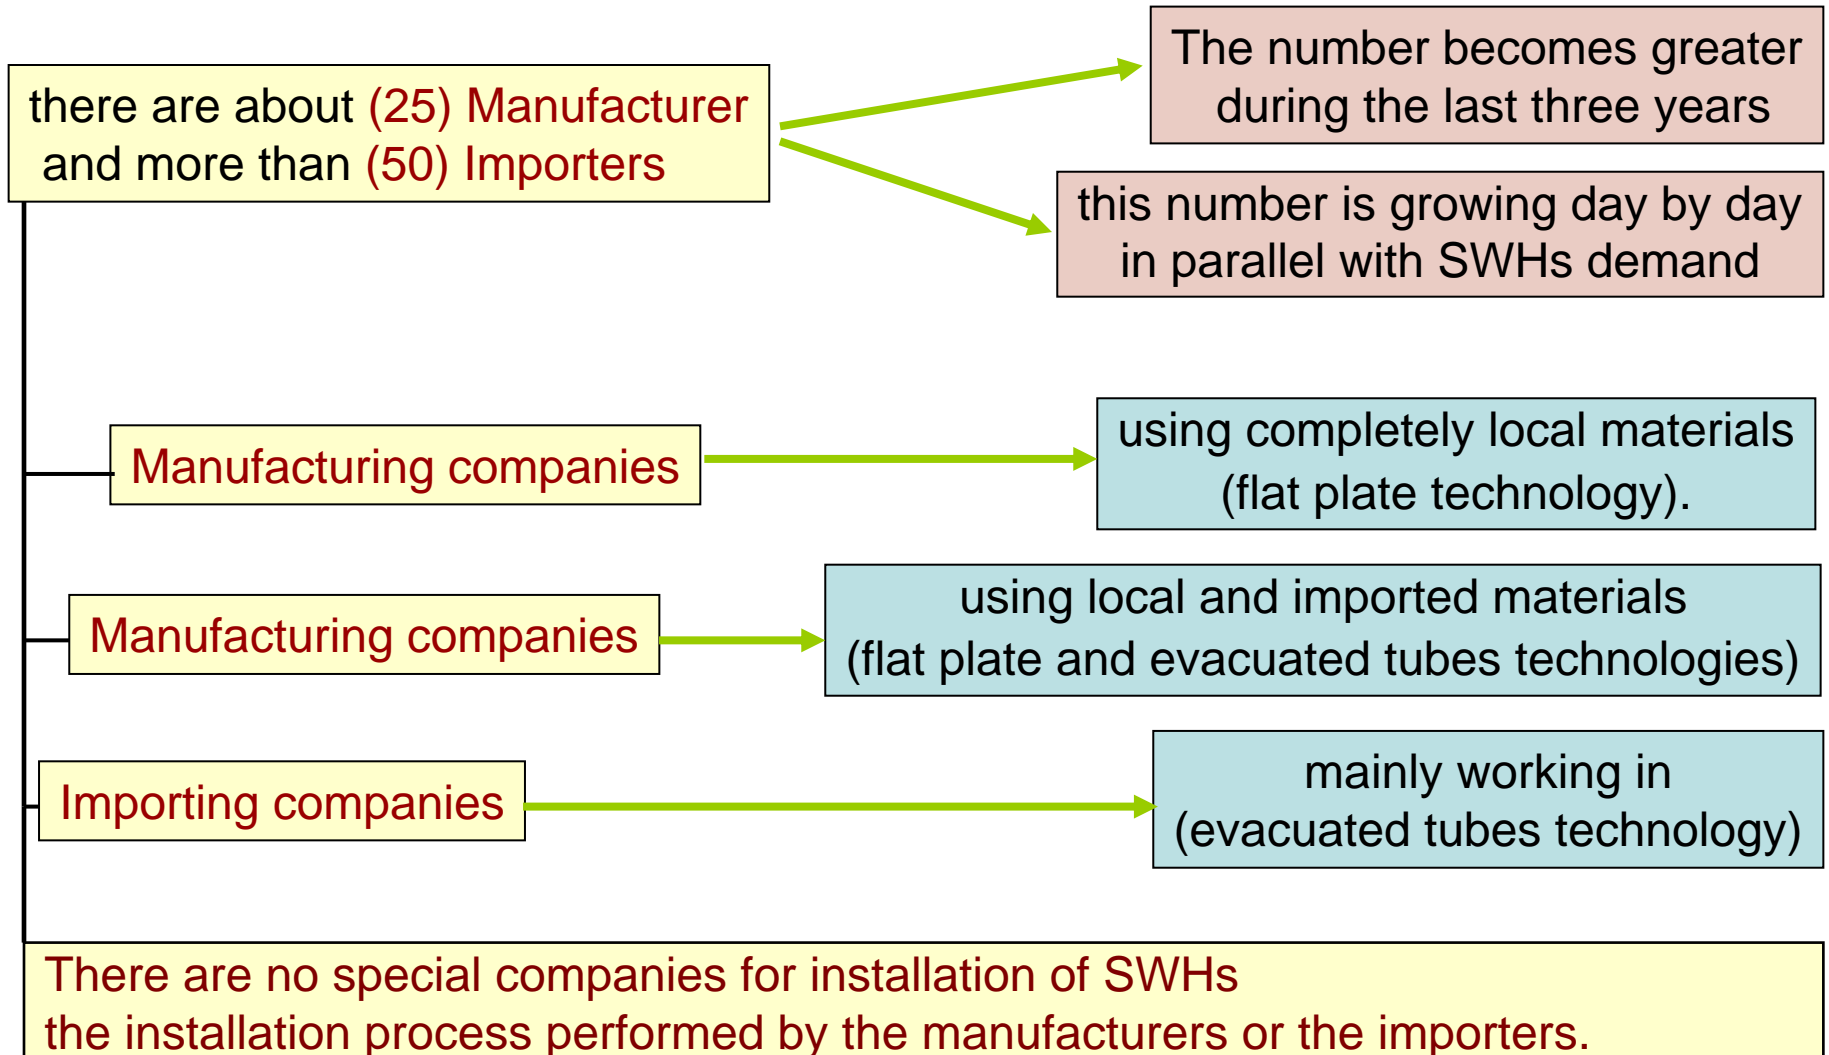 there are about (25) Manufacturer
and more than (50) Importers
The number becomes greater
during the last three years
this number is growing day by day
in parallel with SWHs demand
Manufacturing companies
using completely local materials
(flat plate technology).
Manufacturing companies
using local and imported materials
(flat plate and evacuated tubes technologies)
Importing companies
mainly working in
(evacuated tubes technology)
There are no special companies for installation of SWHs
the installation process performed by the manufacturers or the importers.